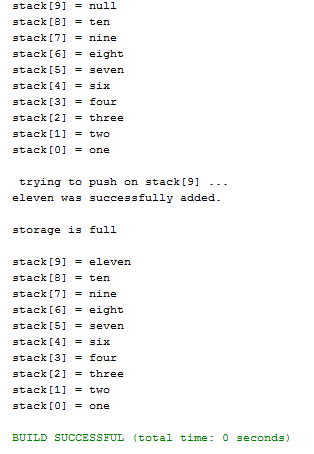 stack[9] = null
stack[8] = ten
stack[7] = nine
stack[6] = eight
stack[5] = seven
stack[4] = six
stack[3] = four
stack[2] = three
stack[1] = two
stack[0] = one
trying to push on stack[9] ...
eleven was successfully added.
storage is full
stack[9] = eleven
stack[8] = ten
stack[7] = nine
stack[6] = eight
stack[5] = seven
stack[4] = six
stack[3] = four
stack[2] = three
stack[1] = two
stack[0] = one
BUILD SUCCESSFUL (total time: 0 seconds)